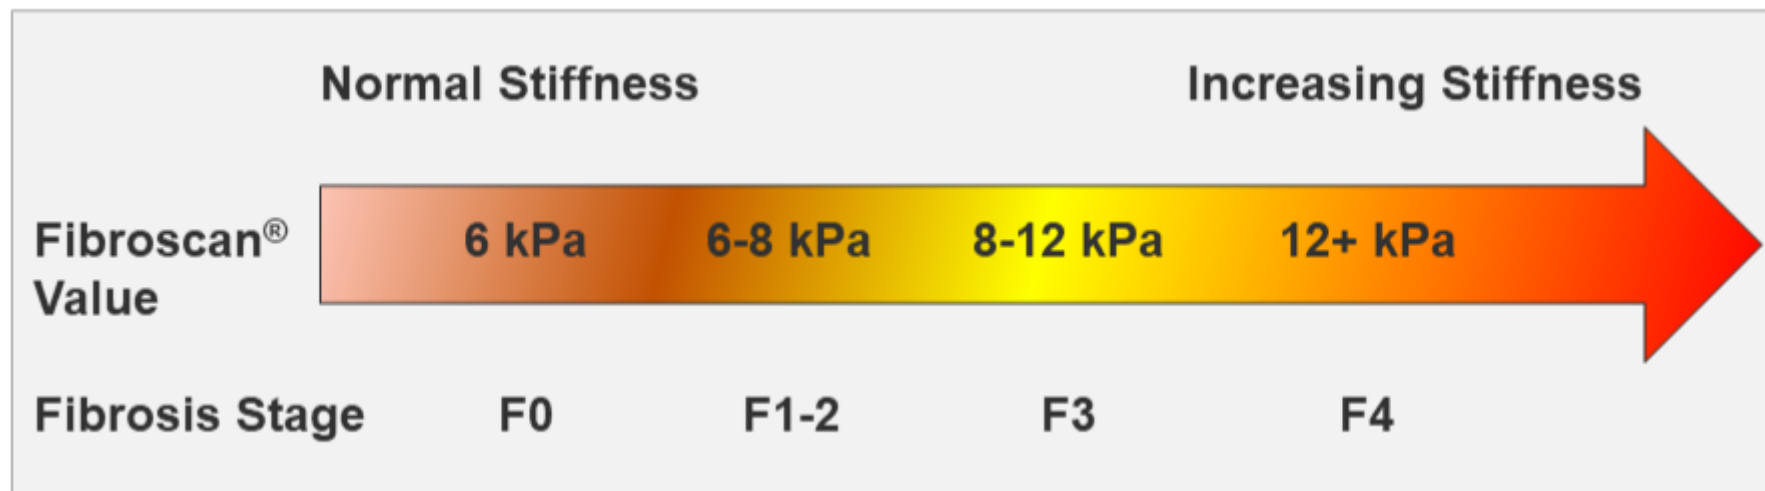 Normal Stiffness Increasing Stiffness
Fibroscan® 6 kPa 6-8 kPa 8-12 kPa 12+ kPa
Value
Fibrosis Stage F0 F1-2 F3 F4